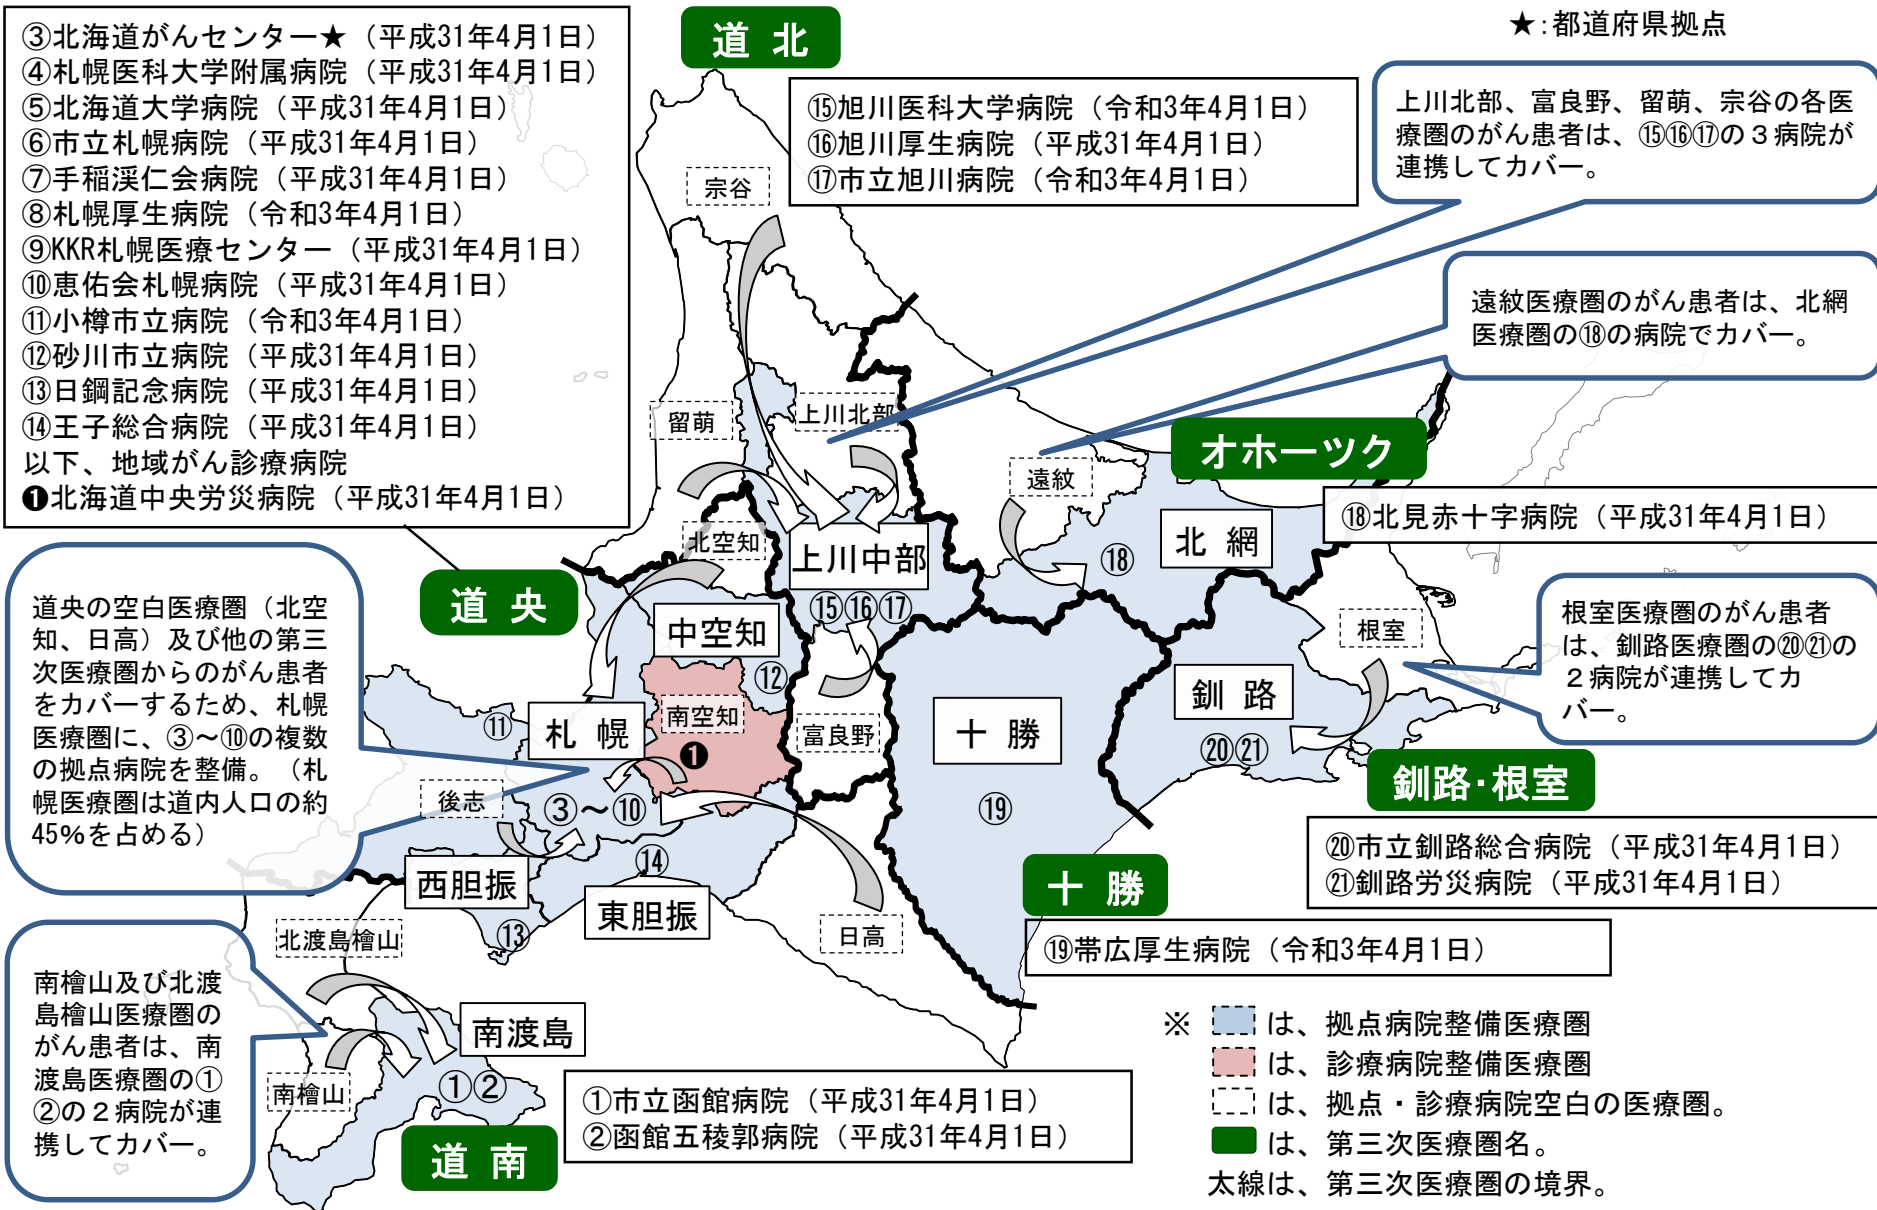 ③北海道がんセンター★（平成31年4月1日）
④札幌医科大学附属病院（平成31年4月1日）
⑤北海道大学病院（平成31年4月1日）
⑥市立札幌病院（平成31年4月1日）
⑦手稲渓仁会病院（平成31年4月1日）
⑧札幌厚生病院（令和3年4月1日）
⑨KKR札幌医療センター（平成31年4月1日）
⑩恵佑会札幌病院（平成31年4月1日）
⑪小樽市立病院（令和3年4月1日）
⑫砂川市立病院（平成31年4月1日）
⑬日鋼記念病院（平成31年4月1日）
⑭王子総合病院（平成31年4月1日）
以下、地域がん診療病院
❶北海道中央労災病院（平成31年4月1日）
道 北
★：都道府県拠点
⑮旭川医科大学病院（令和3年4月1日）
⑯旭川厚生病院（平成31年4月1日）
⑰市立旭川病院（令和3年4月1日）
上川北部、富良野、留萌、宗谷の各医
療圏のがん患者は、⑮⑯⑰の３病院が
連携してカバー。
宗谷
遠紋医療圏のがん患者は、北網
医療圏の⑱の病院でカバー。
留萌
上川北部
オホーツク
遠紋
⑱北見赤十字病院（平成31年4月1日）
北空知
上川中部
⑮⑯⑰
⑱
北 網
道 央
道央の空白医療圏（北空
知、日高）及び他の第三
次医療圏からのがん患者
をカバーするため、札幌
医療圏に、③～⑩の複数
の拠点病院を整備。（札
幌医療圏は道内人口の約
45%を占める）
中空知
⑫
根室
根室医療圏のがん患者
は、釧路医療圏の⑳㉑の
２病院が連携してカ
バー。
釧 路
⑳㉑
⑪
札 幌
南空知
❶
富良野
十 勝
⑲
釧路・根室
後志
③～⑩
⑳市立釧路総合病院（平成31年4月1日）
㉑釧路労災病院（平成31年4月1日）
⑭
西胆振
東胆振
十 勝
⑬
北渡島檜山
日高
⑲帯広厚生病院（令和3年4月1日）
南檜山及び北渡
島檜山医療圏の
がん患者は、南
渡島医療圏の①
②の２病院が連
携してカバー。
南渡島
①②
南檜山
①市立函館病院（平成31年4月1日）
②函館五稜郭病院（平成31年4月1日）
道 南
※ は、拠点病院整備医療圏
は、診療病院整備医療圏
は、拠点・診療病院空白の医療圏。
は、第三次医療圏名。
太線は、第三次医療圏の境界。